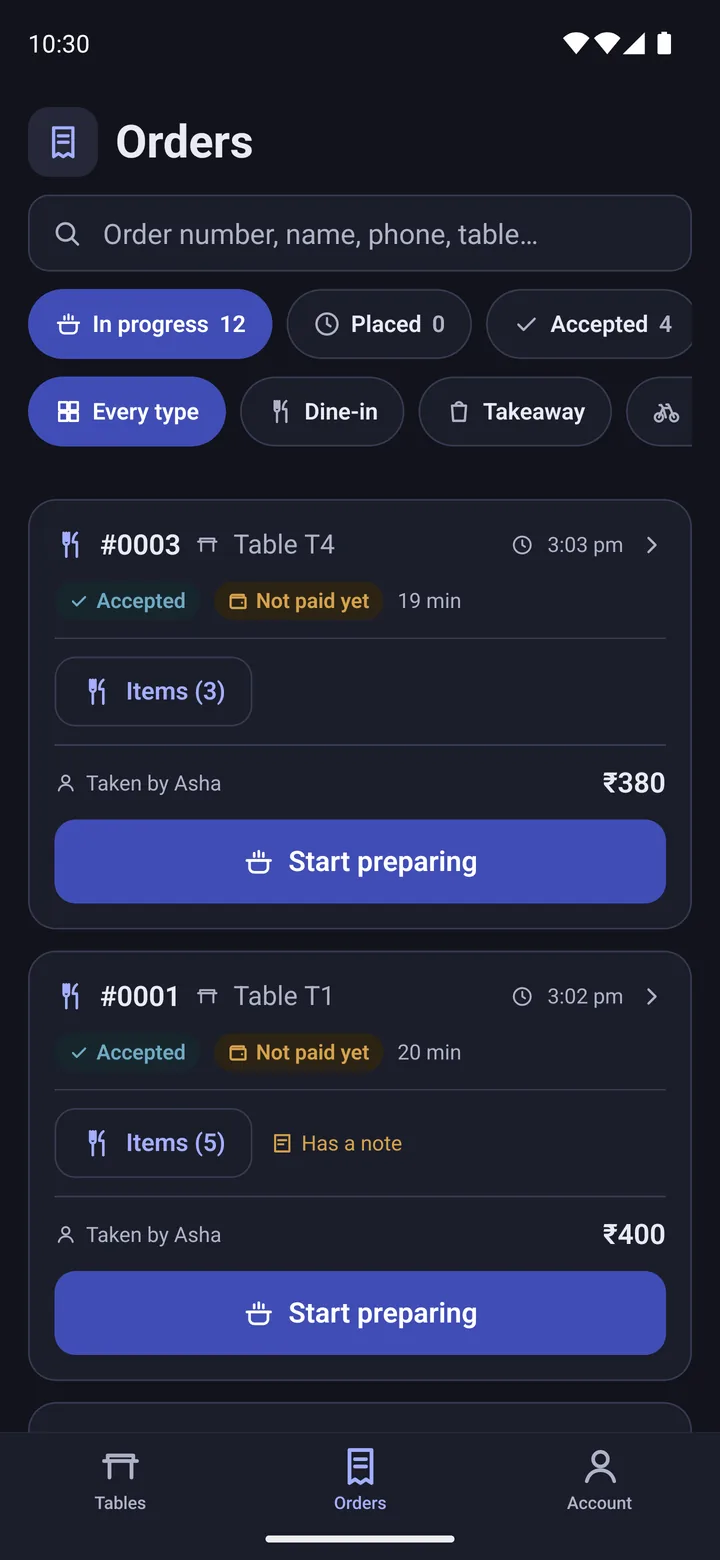 10:30
Orders
Order number, name, phone, table…
In progress 12 Placed 0 Accepted 4
Every type Dine-in Takeaway
#0003 Table T4 3:03 pm
Accepted Not paid yet 19 min
Items (3)
Taken by Asha ₹380
Start preparing
#0001 Table T1 3:02 pm
Accepted Not paid yet 20 min
Items (5) Has a note
Taken by Asha ₹400
Start preparing
Tables Orders Account